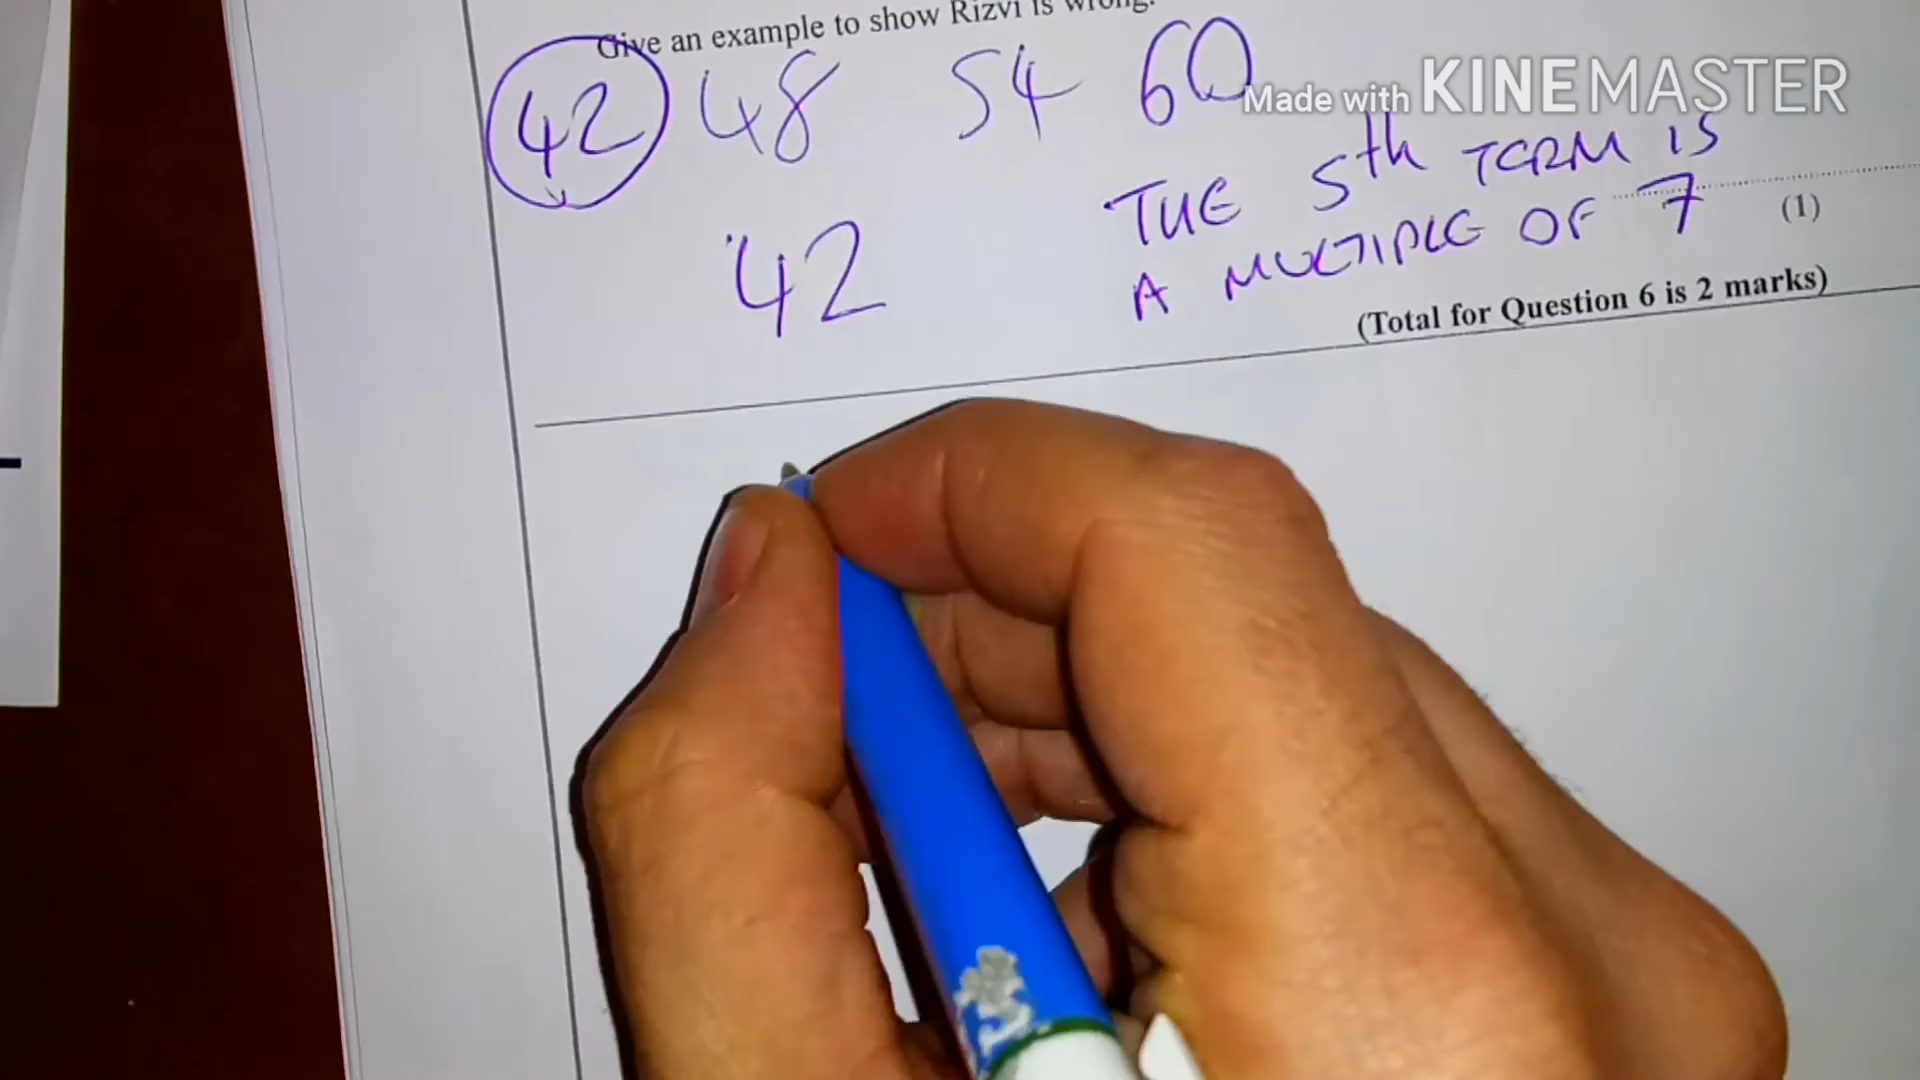 Give an example to show Rizvi is wrong.
42 48 54 60
Made with KINEMASTER
THE 5th TERM IS
A MULTIPLE OF 7
(1)
42
(Total for Question 6 is 2 marks)